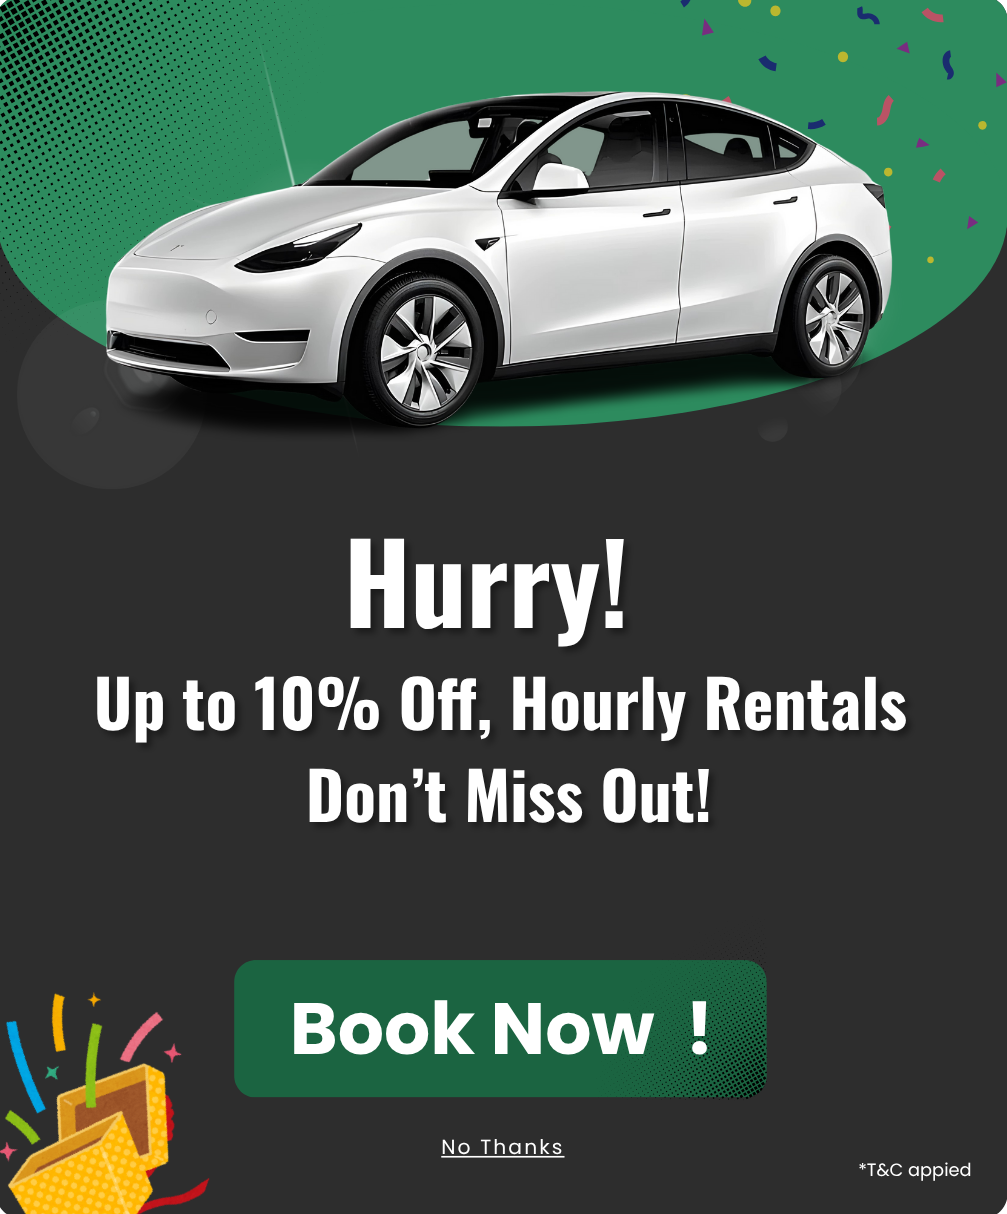 Hurry!
Up to 10% Off, Hourly Rentals
Don’t Miss Out!
Book Now !
No Thanks
*T&C appied